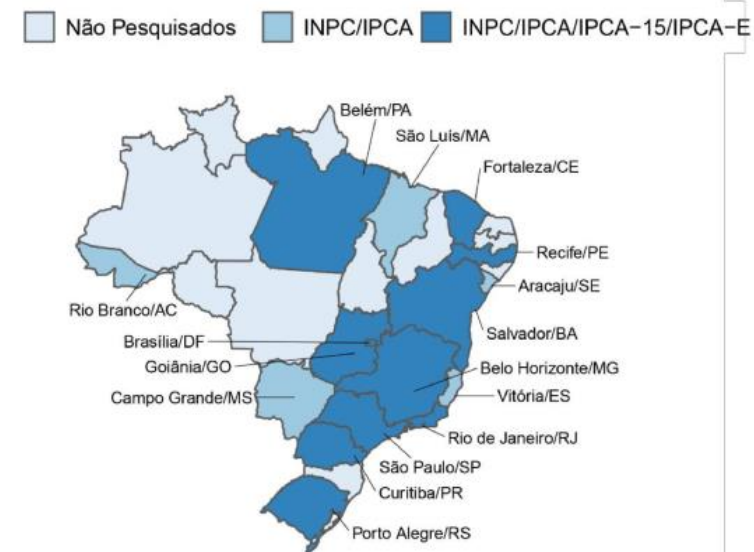 Não Pesquisados INPC/IPCA INPC/IPCA/IPCA−15/IPCA−E
Belém/PA
São Luís/MA
Fortaleza/CE
Recife/PE
Aracaju/SE
Rio Branco/AC
Salvador/BA
Brasília/DF
Goiânia/GO
Belo Horizonte/MG
Campo Grande/MS
Vitória/ES
Rio de Janeiro/RJ
São Paulo/SP
Curitiba/PR
Porto Alegre/RS